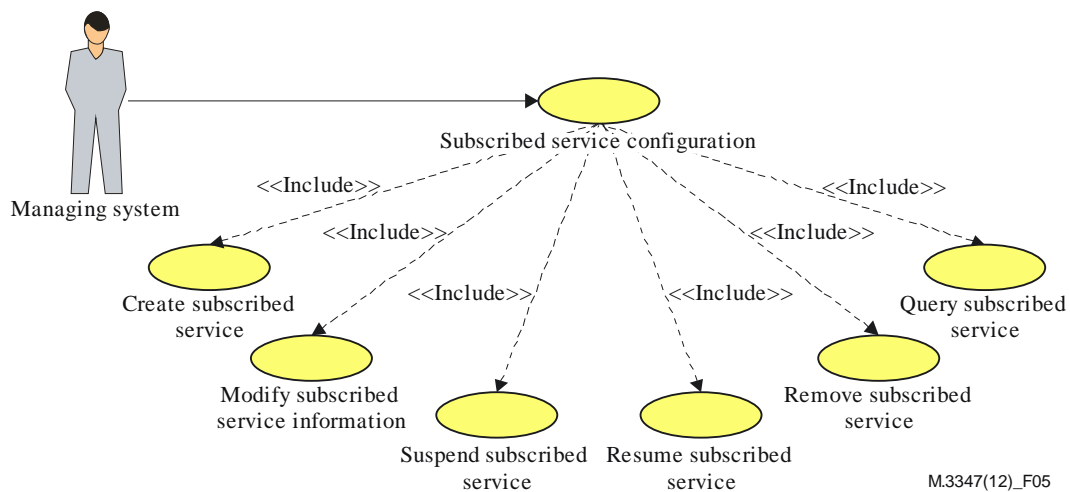 Subscribed service configuration
<<Include>>
<<Include>>
Managing system
<<Include>>
<<Include>>
<<Include>>
<<Include>>
Create subscribed
service
Query subscribed
service
Modify subscribed
service information
Remove subscribed
service
Suspend subscribed
service
Resume subscribed
service
M.3347(12)_F05